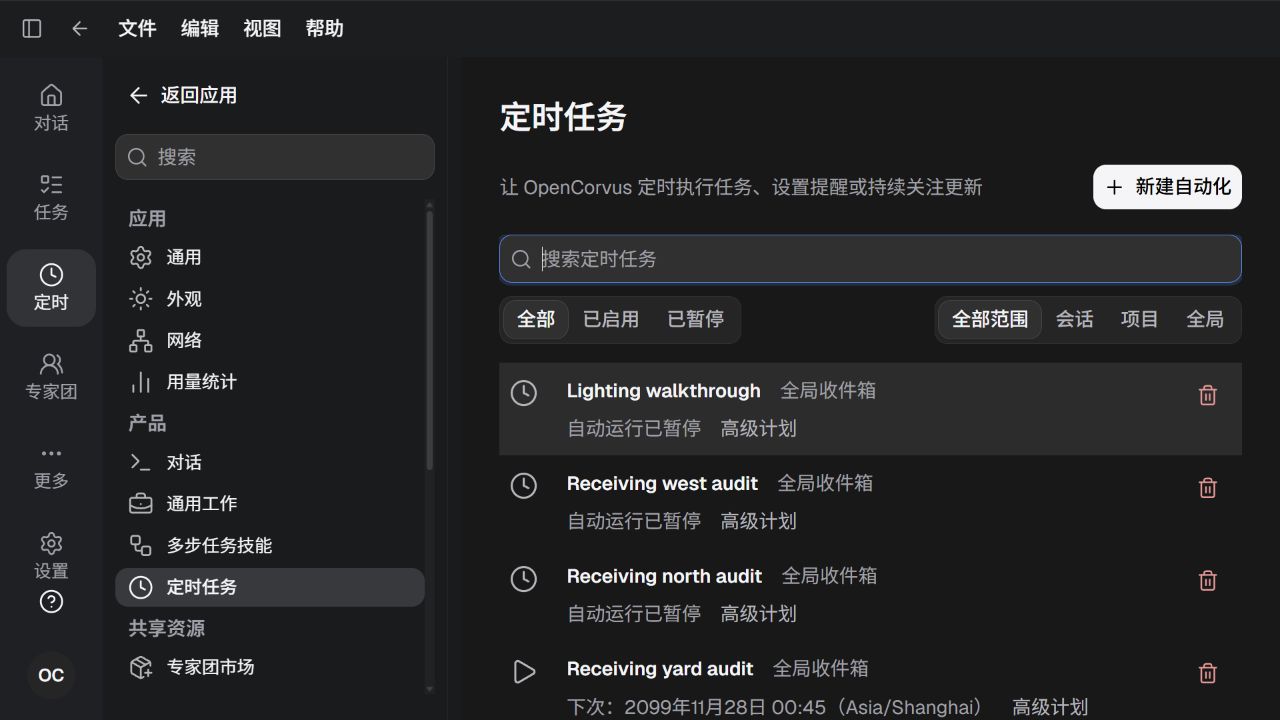 文件 编辑 视图 帮助
对话
任务
定时
专家团
更多
设置
OC
返回应用
搜索
应用
通用
外观
网络
用量统计
产品
对话
通用工作
多步任务技能
定时任务
共享资源
专家团市场
定时任务
让 OpenCorvus 定时执行任务、设置提醒或持续关注更新
新建自动化
搜索定时任务
全部 已启用 已暂停
全部范围 会话 项目 全局
Lighting walkthrough 全局收件箱
自动运行已暂停 高级计划
Receiving west audit 全局收件箱
自动运行已暂停 高级计划
Receiving north audit 全局收件箱
自动运行已暂停 高级计划
Receiving yard audit 全局收件箱
下次：2099年11月28日 00:45（Asia/Shanghai） 高级计划